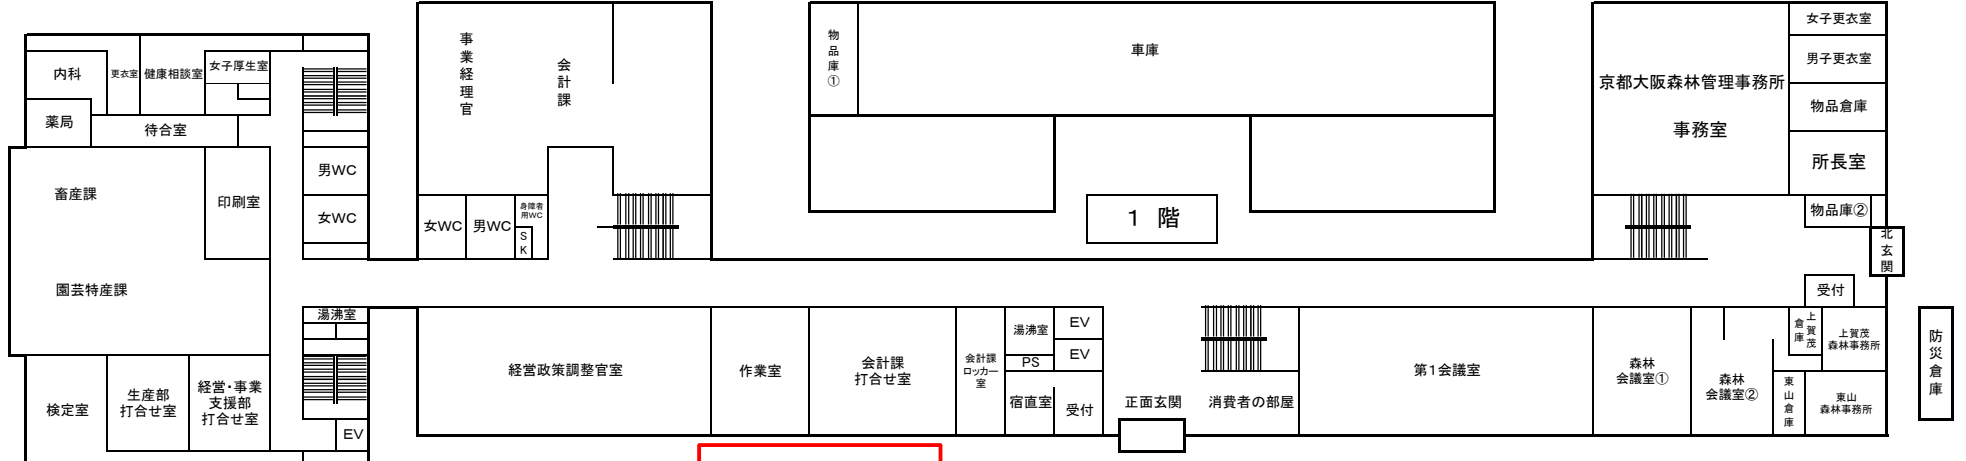 内科
更衣室
健康相談室
女子厚生室
薬局
待合室
畜産課
印刷室
園芸特産課
検定室
生産部
打合せ室
経営・事業
支援部
打合せ室
男WC
女WC
湯沸室
EV
事業経理官
会計課
女WC
男WC
身障者
用WC
SK
経営政策調整官室
作業室
会計課
打合せ室
会計課
ロッカー
室
湯沸室
PS
宿直室
EV
EV
受付
正面玄関
消費者の部屋
物品庫①
車庫
1 階
第1会議室
京都大阪森林管理事務所
事務室
女子更衣室
男子更衣室
物品倉庫
所長室
物品庫②
北玄関
受付
森林
会議室①
森林
会議室②
上賀茂
倉庫
上賀茂
森林事務所
東山倉庫
東山
森林事務所
防災倉庫